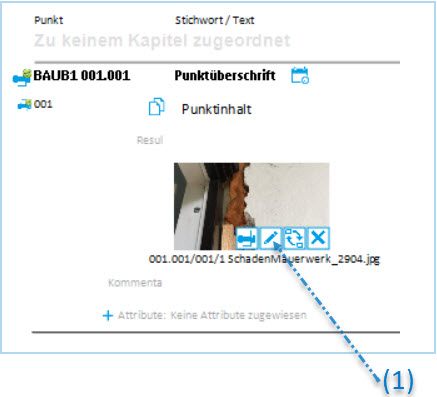 Punkt Stichwort / Text
Zu keinem Kapitel zugeordnet
BAUB1 001.001 Punktüberschrift
001 Punktinhalt
Resul
001.001/001/1 SchadenMauerwerk_2904.jpg
Kommenta
+ Attribute: Keine Attribute zugewiesen
(1)